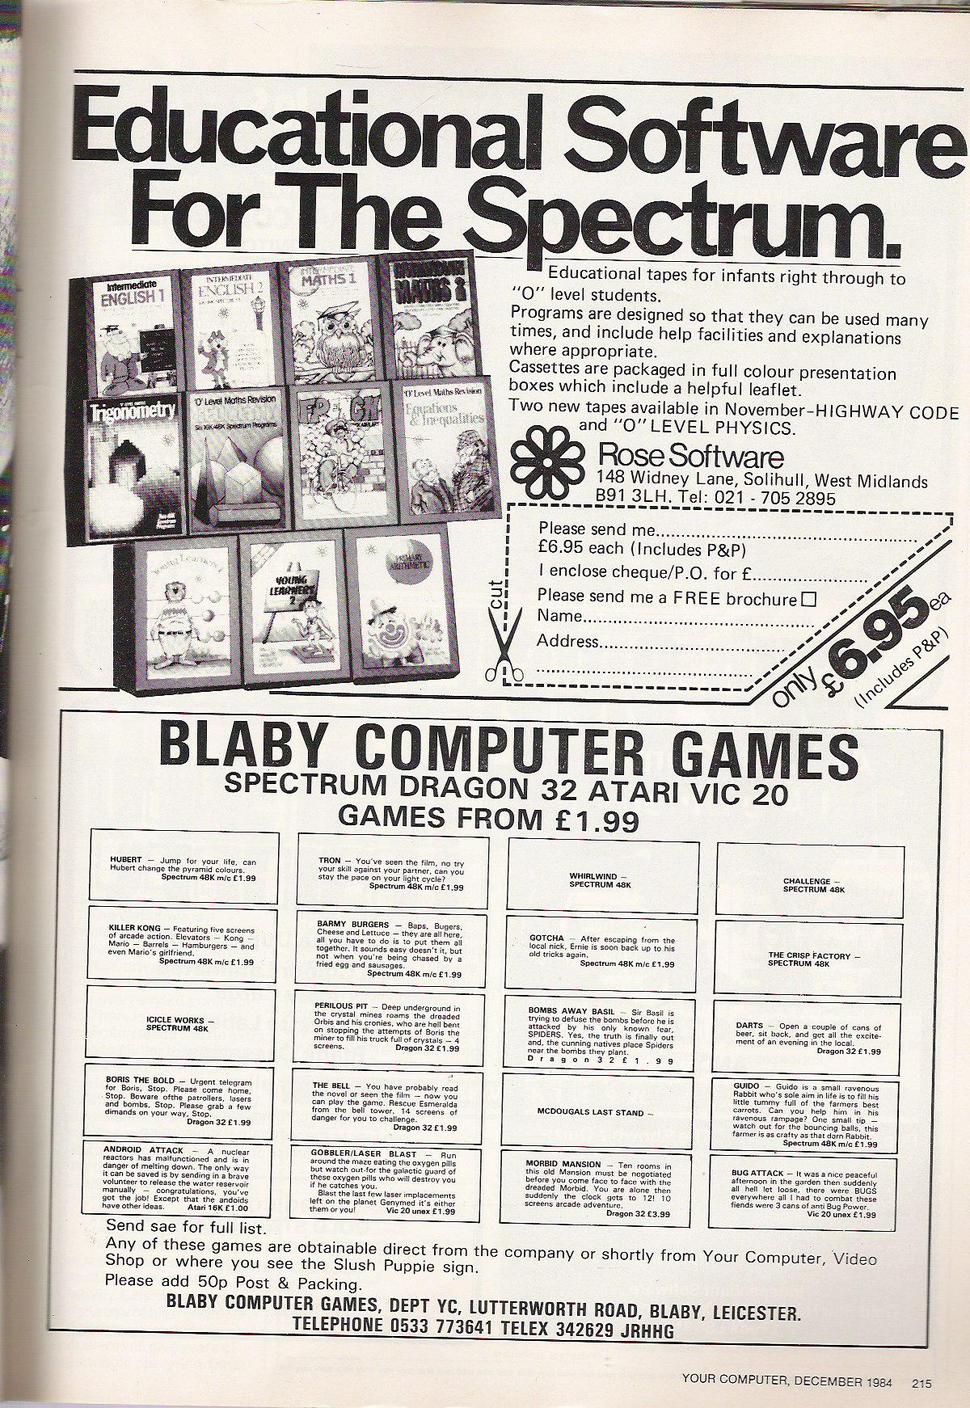 Educational Software
For The Spectrum.
Educational tapes for infants right through to
"O" level students.
Programs are designed so that they can be used many
times, and include help facilities and explanations
where appropriate.
Cassettes are packaged in full colour presentation
boxes which include a helpful leaflet.
Two new tapes available in November-HIGHWAY CODE
and "O" LEVEL PHYSICS.
Rose Software
148 Widney Lane, Solihull, West Midlands
B91 3LH. Tel: 021 - 705 2895
Intermediate
ENGLISH 1
INTERMEDIATE
ENGLISH 2
INTERMEDIATE
MATHS 1
MATHS 2
Trigonometry
'O' Level Maths Revision
Six 16K/48K Spectrum Programs
FRENCH
'O' Level Maths Revision
Equations
& Inequalities
Young Learners 1
YOUNG
LEARNERS
2
PRIMARY
ARITHMETIC
cut
Please send me
£6.95 each (Includes P&P)
I enclose cheque/P.O. for £
Please send me a FREE brochure
Name
Address
only £6.95 ea
(Includes P&P)
BLABY COMPUTER GAMES
SPECTRUM DRAGON 32 ATARI VIC 20
GAMES FROM £1.99
HUBERT — Jump for your life, can
Hubert change the pyramid colours.
Spectrum 48K m/c £1.99
TRON — You've seen the film, no try
your skill against your partner, can you
stay the pace on your light cycle?
Spectrum 48K m/c £1.99
WHIRLWIND —
SPECTRUM 48K
CHALLENGE —
SPECTRUM 48K
KILLER KONG — Featuring five screens
of arcade action. Elevators — Kong —
Mario — Barrels — Hamburgers — and
even Mario's girlfriend.
Spectrum 48K m/c £1.99
BARMY BURGERS — Baps, Bugers,
Cheese and Lettuce — they are all here,
all you have to do is to put them all
together. It sounds easy doesn't it, but
not when you're being chased by a
fried egg and sausages.
Spectrum 48K m/c £1.99
GOTCHA — After escaping from the
local nick, Ernie is soon back up to his
old tricks again.
Spectrum 48K m/c £1.99
THE CRISP FACTORY —
SPECTRUM 48K
ICICLE WORKS —
SPECTRUM 48K
PERILOUS PIT — Deep underground in
the crystal mines roams the dreaded
Orbis and his cronies, who are hell bent
on stopping the attempts of Boris the
miner to fill his truck full of crystals — 4
screens. Dragon 32 £1.99
BOMBS AWAY BASIL — Sir Basil is
trying to defuse the bombs before he is
attacked by his only known fear,
SPIDERS. Yes, the truth is finally out
and, the cunning natives place Spiders
near the bombs they plant.
Dragon 32 £1.99
DARTS — Open a couple of cans of
beer, sit back, and get all the excite-
ment of an evening in the local.
Dragon 32 £1.99
BORIS THE BOLD — Urgent telegram
for Boris, Stop. Please come home,
Stop. Beware ofthe patrollers, lasers
and bombs, Stop. Please grab a few
dimands on your way, Stop.
Dragon 32 £1.99
THE BELL — You have probably read
the novel or seen the film — now you
can play the game. Rescue Esmeralda
from the bell tower. 14 screens of
danger for you to challenge.
Dragon 32 £1.99
MCDOUGALS LAST STAND —
GUIDO — Guido is a small ravenous
Rabbit who's sole aim in life is to fill his
little tummy full of the farmers best
carrots. Can you help him in his
ravenous rampage? One small tip —
watch out for the bouncing balls, this
farmer is as crafty as that darn Rabbit.
Spectrum 48K m/c £1.99
ANDROID ATTACK — A nuclear
reactors has malfunctioned and is in
danger of melting down. The only way
it can be saved is by sending in a brave
volunteer to release the water reservoir
manually — congratulations, you've
got the job! Except that the andoids
have other ideas. Atari 16K £1.00
GOBBLER/LASER BLAST — Run
around the maze eating the oxygen pills
but watch out-for the galactic guard of
these oxygen pills who will destroy you
if he catches you.
Blast the last few laser implacements
left on the planet Genymed it's either
them or you! Vic 20 unex £1.99
MORBID MANSION — Ten rooms in
this old Mansion must be negotiated
before you come face to face with the
dreaded Morbid. You are alone then
suddenly the clock gets to 12! 10
screens arcade adventure.
Dragon 32 £3.99
BUG ATTACK — It was a nice peaceful
afternoon in the garden then suddenly
all hell let loose, there were BUGS
everywhere all I had to combat these
fiends were 3 cans of anti Bug Power.
Vic 20 unex £1.99
Send sae for full list.
Any of these games are obtainable direct from the company or shortly from Your Computer, Video
Shop or where you see the Slush Puppie sign.
Please add 50p Post & Packing.
BLABY COMPUTER GAMES, DEPT YC, LUTTERWORTH ROAD, BLABY, LEICESTER.
TELEPHONE 0533 773641 TELEX 342629 JRHHG
YOUR COMPUTER, DECEMBER 1984 215